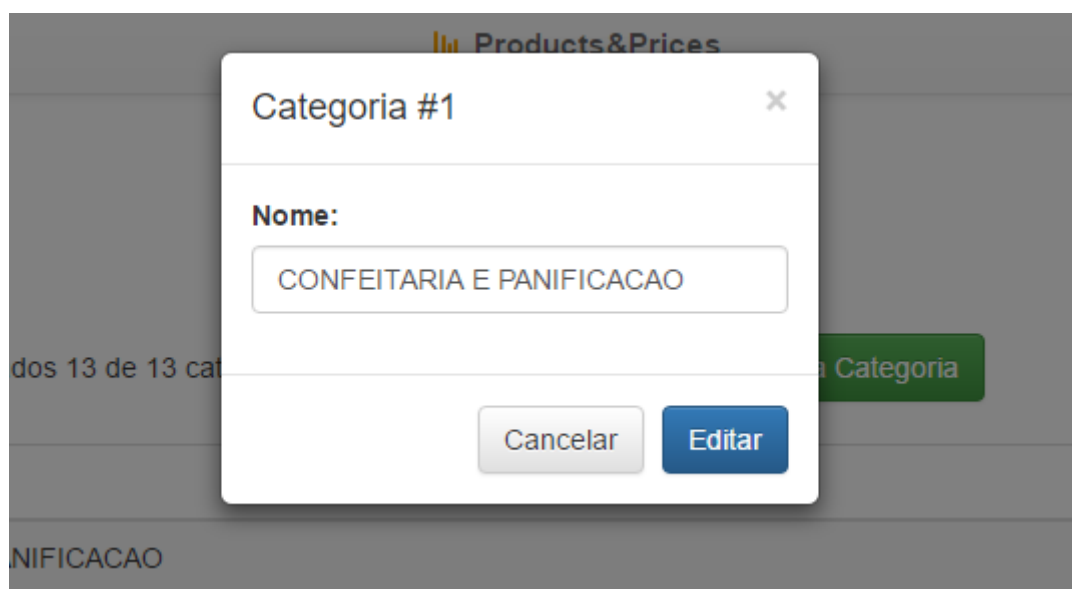 Products&Prices
Categoria #1 ×
Nome:
CONFEITARIA E PANIFICACAO
dos 13 de 13 cat
Categoria
Cancelar Editar
NIFICACAO